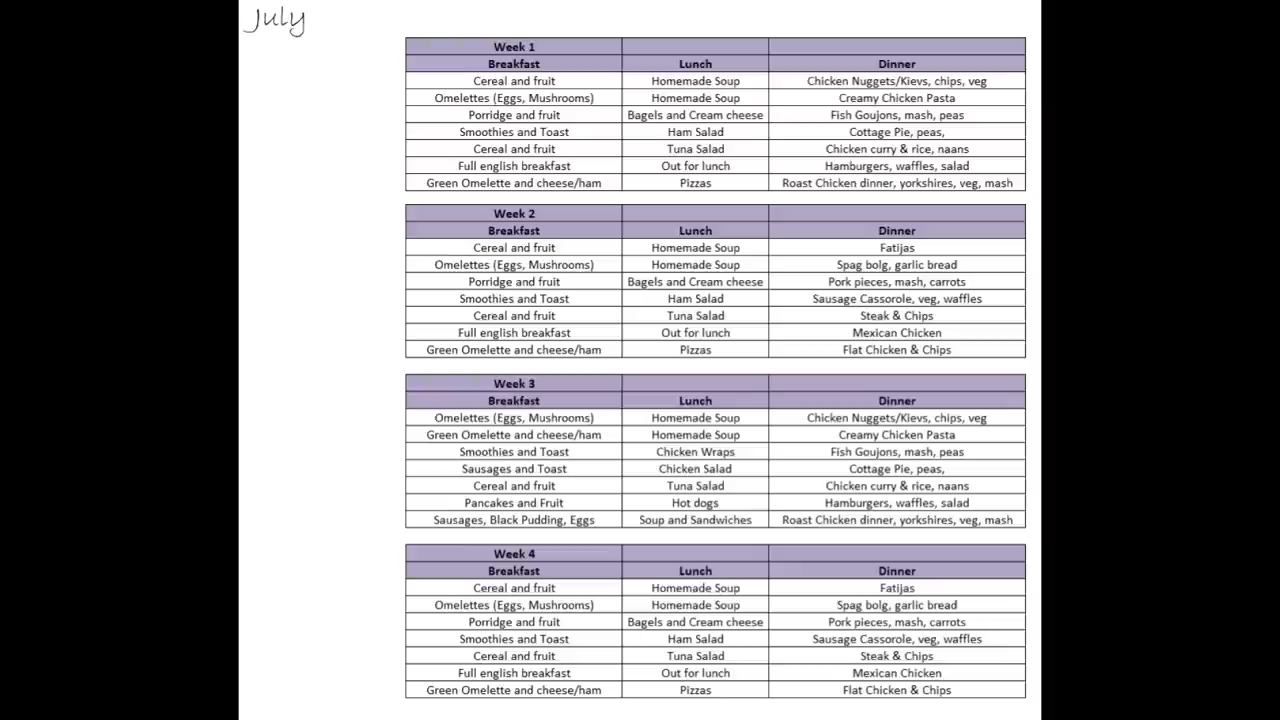 July
Week 1
Breakfast Lunch Dinner
Cereal and fruit Homemade Soup Chicken Nuggets/Kievs, chips, veg
Omelettes (Eggs, Mushrooms) Homemade Soup Creamy Chicken Pasta
Porridge and fruit Bagels and Cream cheese Fish Goujons, mash, peas
Smoothies and Toast Ham Salad Cottage Pie, peas,
Cereal and fruit Tuna Salad Chicken curry & rice, naans
Full english breakfast Out for lunch Hamburgers, waffles, salad
Green Omelette and cheese/ham Pizzas Roast Chicken dinner, yorkshires, veg, mash
Week 2
Breakfast Lunch Dinner
Cereal and fruit Homemade Soup Fatijas
Omelettes (Eggs, Mushrooms) Homemade Soup Spag bolg, garlic bread
Porridge and fruit Bagels and Cream cheese Pork pieces, mash, carrots
Smoothies and Toast Ham Salad Sausage Cassorole, veg, waffles
Cereal and fruit Tuna Salad Steak & Chips
Full english breakfast Out for lunch Mexican Chicken
Green Omelette and cheese/ham Pizzas Flat Chicken & Chips
Week 3
Breakfast Lunch Dinner
Omelettes (Eggs, Mushrooms) Homemade Soup Chicken Nuggets/Kievs, chips, veg
Green Omelette and cheese/ham Homemade Soup Creamy Chicken Pasta
Smoothies and Toast Chicken Wraps Fish Goujons, mash, peas
Sausages and Toast Chicken Salad Cottage Pie, peas,
Cereal and fruit Tuna Salad Chicken curry & rice, naans
Pancakes and Fruit Hot dogs Hamburgers, waffles, salad
Sausages, Black Pudding, Eggs Soup and Sandwiches Roast Chicken dinner, yorkshires, veg, mash
Week 4
Breakfast Lunch Dinner
Cereal and fruit Homemade Soup Fatijas
Omelettes (Eggs, Mushrooms) Homemade Soup Spag bolg, garlic bread
Porridge and fruit Bagels and Cream cheese Pork pieces, mash, carrots
Smoothies and Toast Ham Salad Sausage Cassorole, veg, waffles
Cereal and fruit Tuna Salad Steak & Chips
Full english breakfast Out for lunch Mexican Chicken
Green Omelette and cheese/ham Pizzas Flat Chicken & Chips